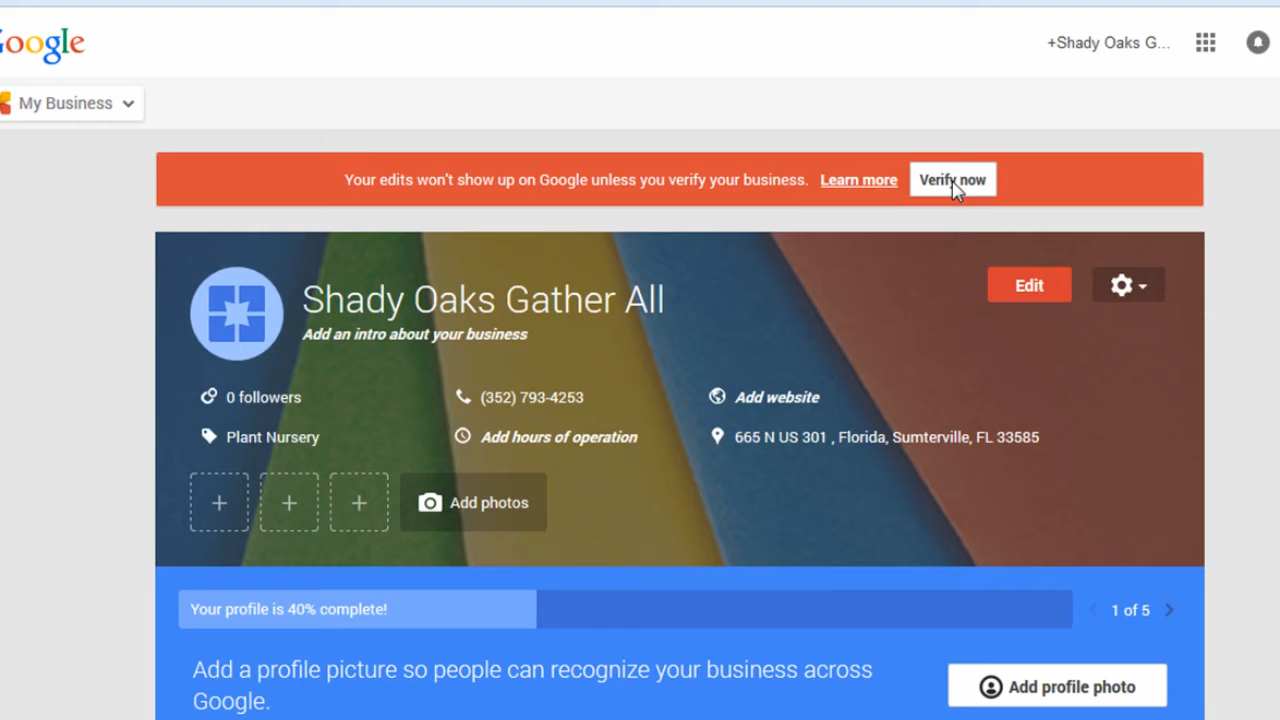 Google
+Shady Oaks G...
My Business
Your edits won't show up on Google unless you verify your business. Learn more Verify now
Shady Oaks Gather All
Edit
Add an intro about your business
0 followers (352) 793-4253 Add website
Plant Nursery Add hours of operation 665 N US 301 , Florida, Sumterville, FL 33585
+ + + Add photos
Your profile is 40% complete! 1 of 5
Add a profile picture so people can recognize your business across
Google.
Add profile photo